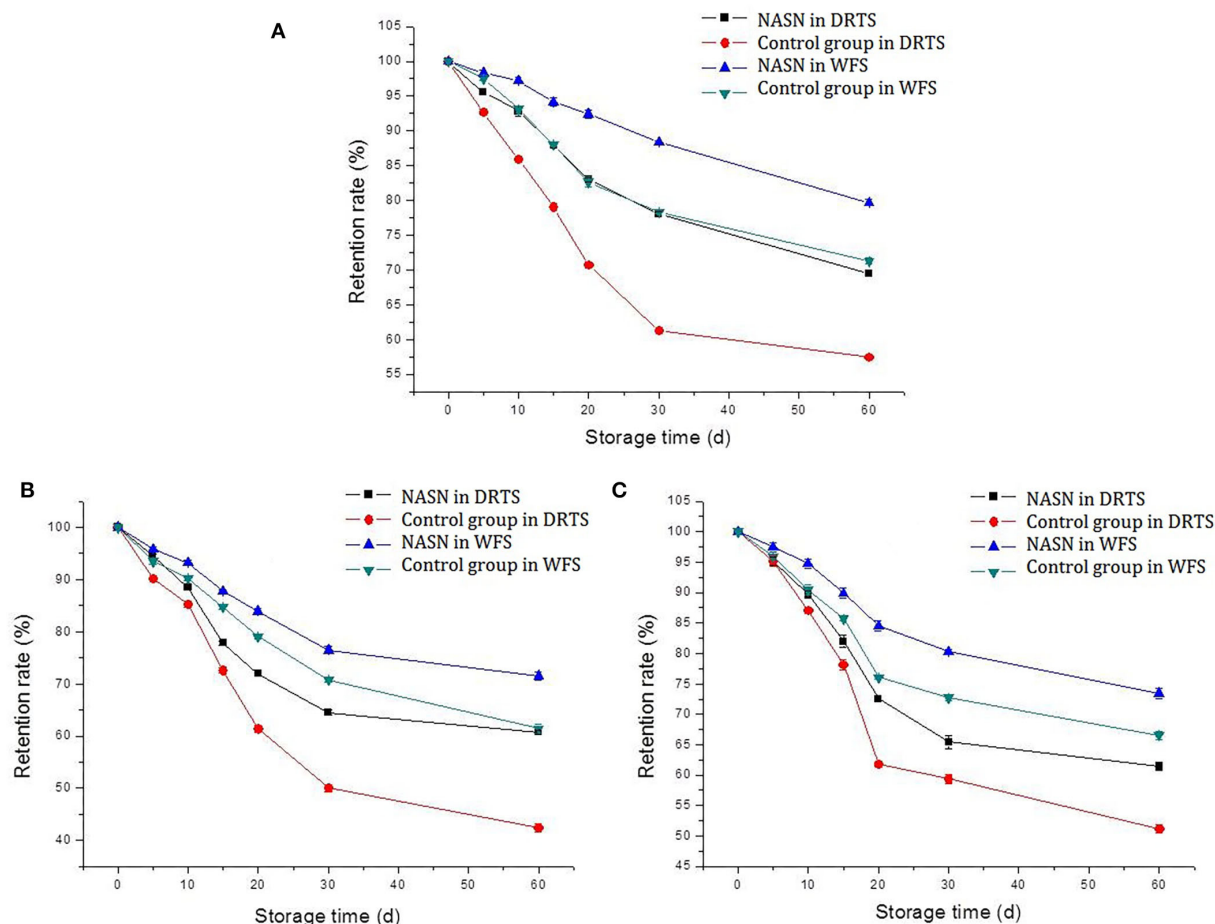 A
NASN in DRTS
Control group in DRTS
NASN in WFS
Control group in WFS
105
100
95
90
85
80
75
70
65
60
55
Retention rate (%)
0 10 20 30 40 50 60
Storage time (d)
B
NASN in DRTS
Control group in DRTS
NASN in WFS
Control group in WFS
100
90
80
70
60
50
40
Retention rate (%)
0 10 20 30 40 50 60
Storage time (d)
C
NASN in DRTS
Control group in DRTS
NASN in WFS
Control group in WFS
105
100
95
90
85
80
75
70
65
60
55
50
45
Retention rate (%)
0 10 20 30 40 50 60
Storage time (d)